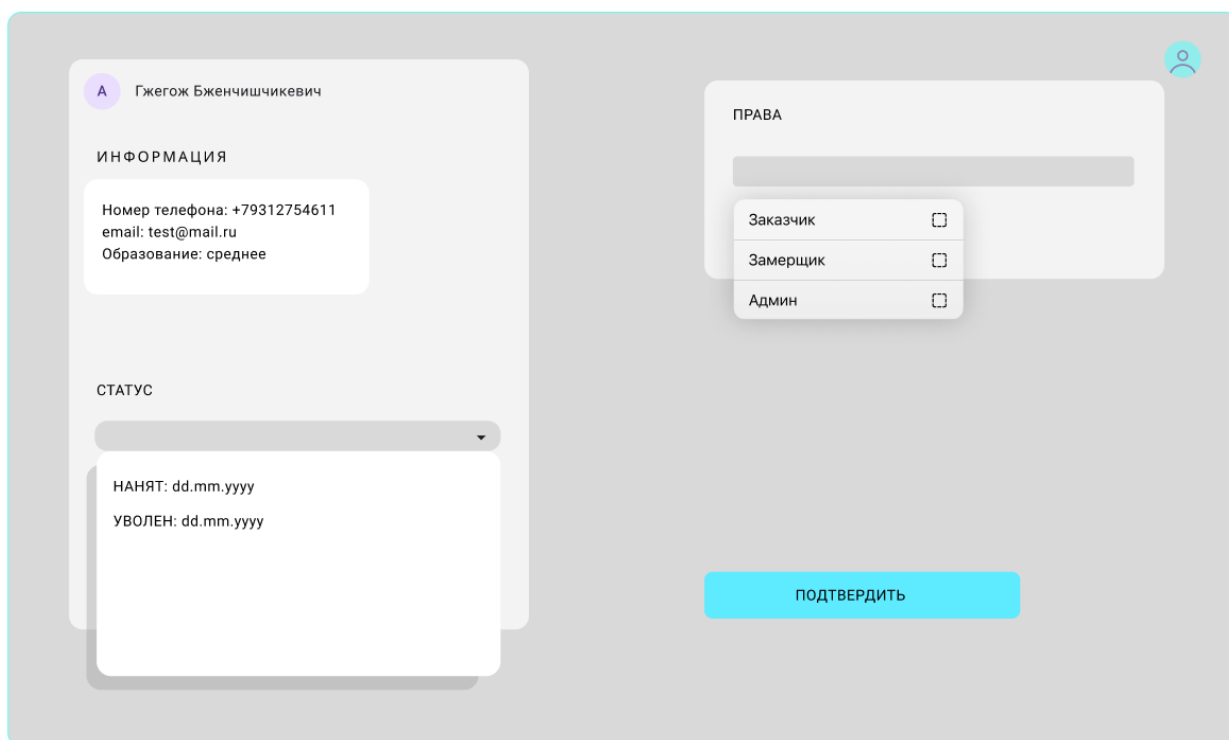 А
Гжегож Бженчишчикевич
ИНФОРМАЦИЯ
Номер телефона: +79312754611
email: test@mail.ru
Образование: среднее
СТАТУС
НАНЯТ: dd.mm.yyyy
УВОЛЕН: dd.mm.yyyy
ПРАВА
Заказчик
Замерщик
Админ
ПОДТВЕРДИТЬ